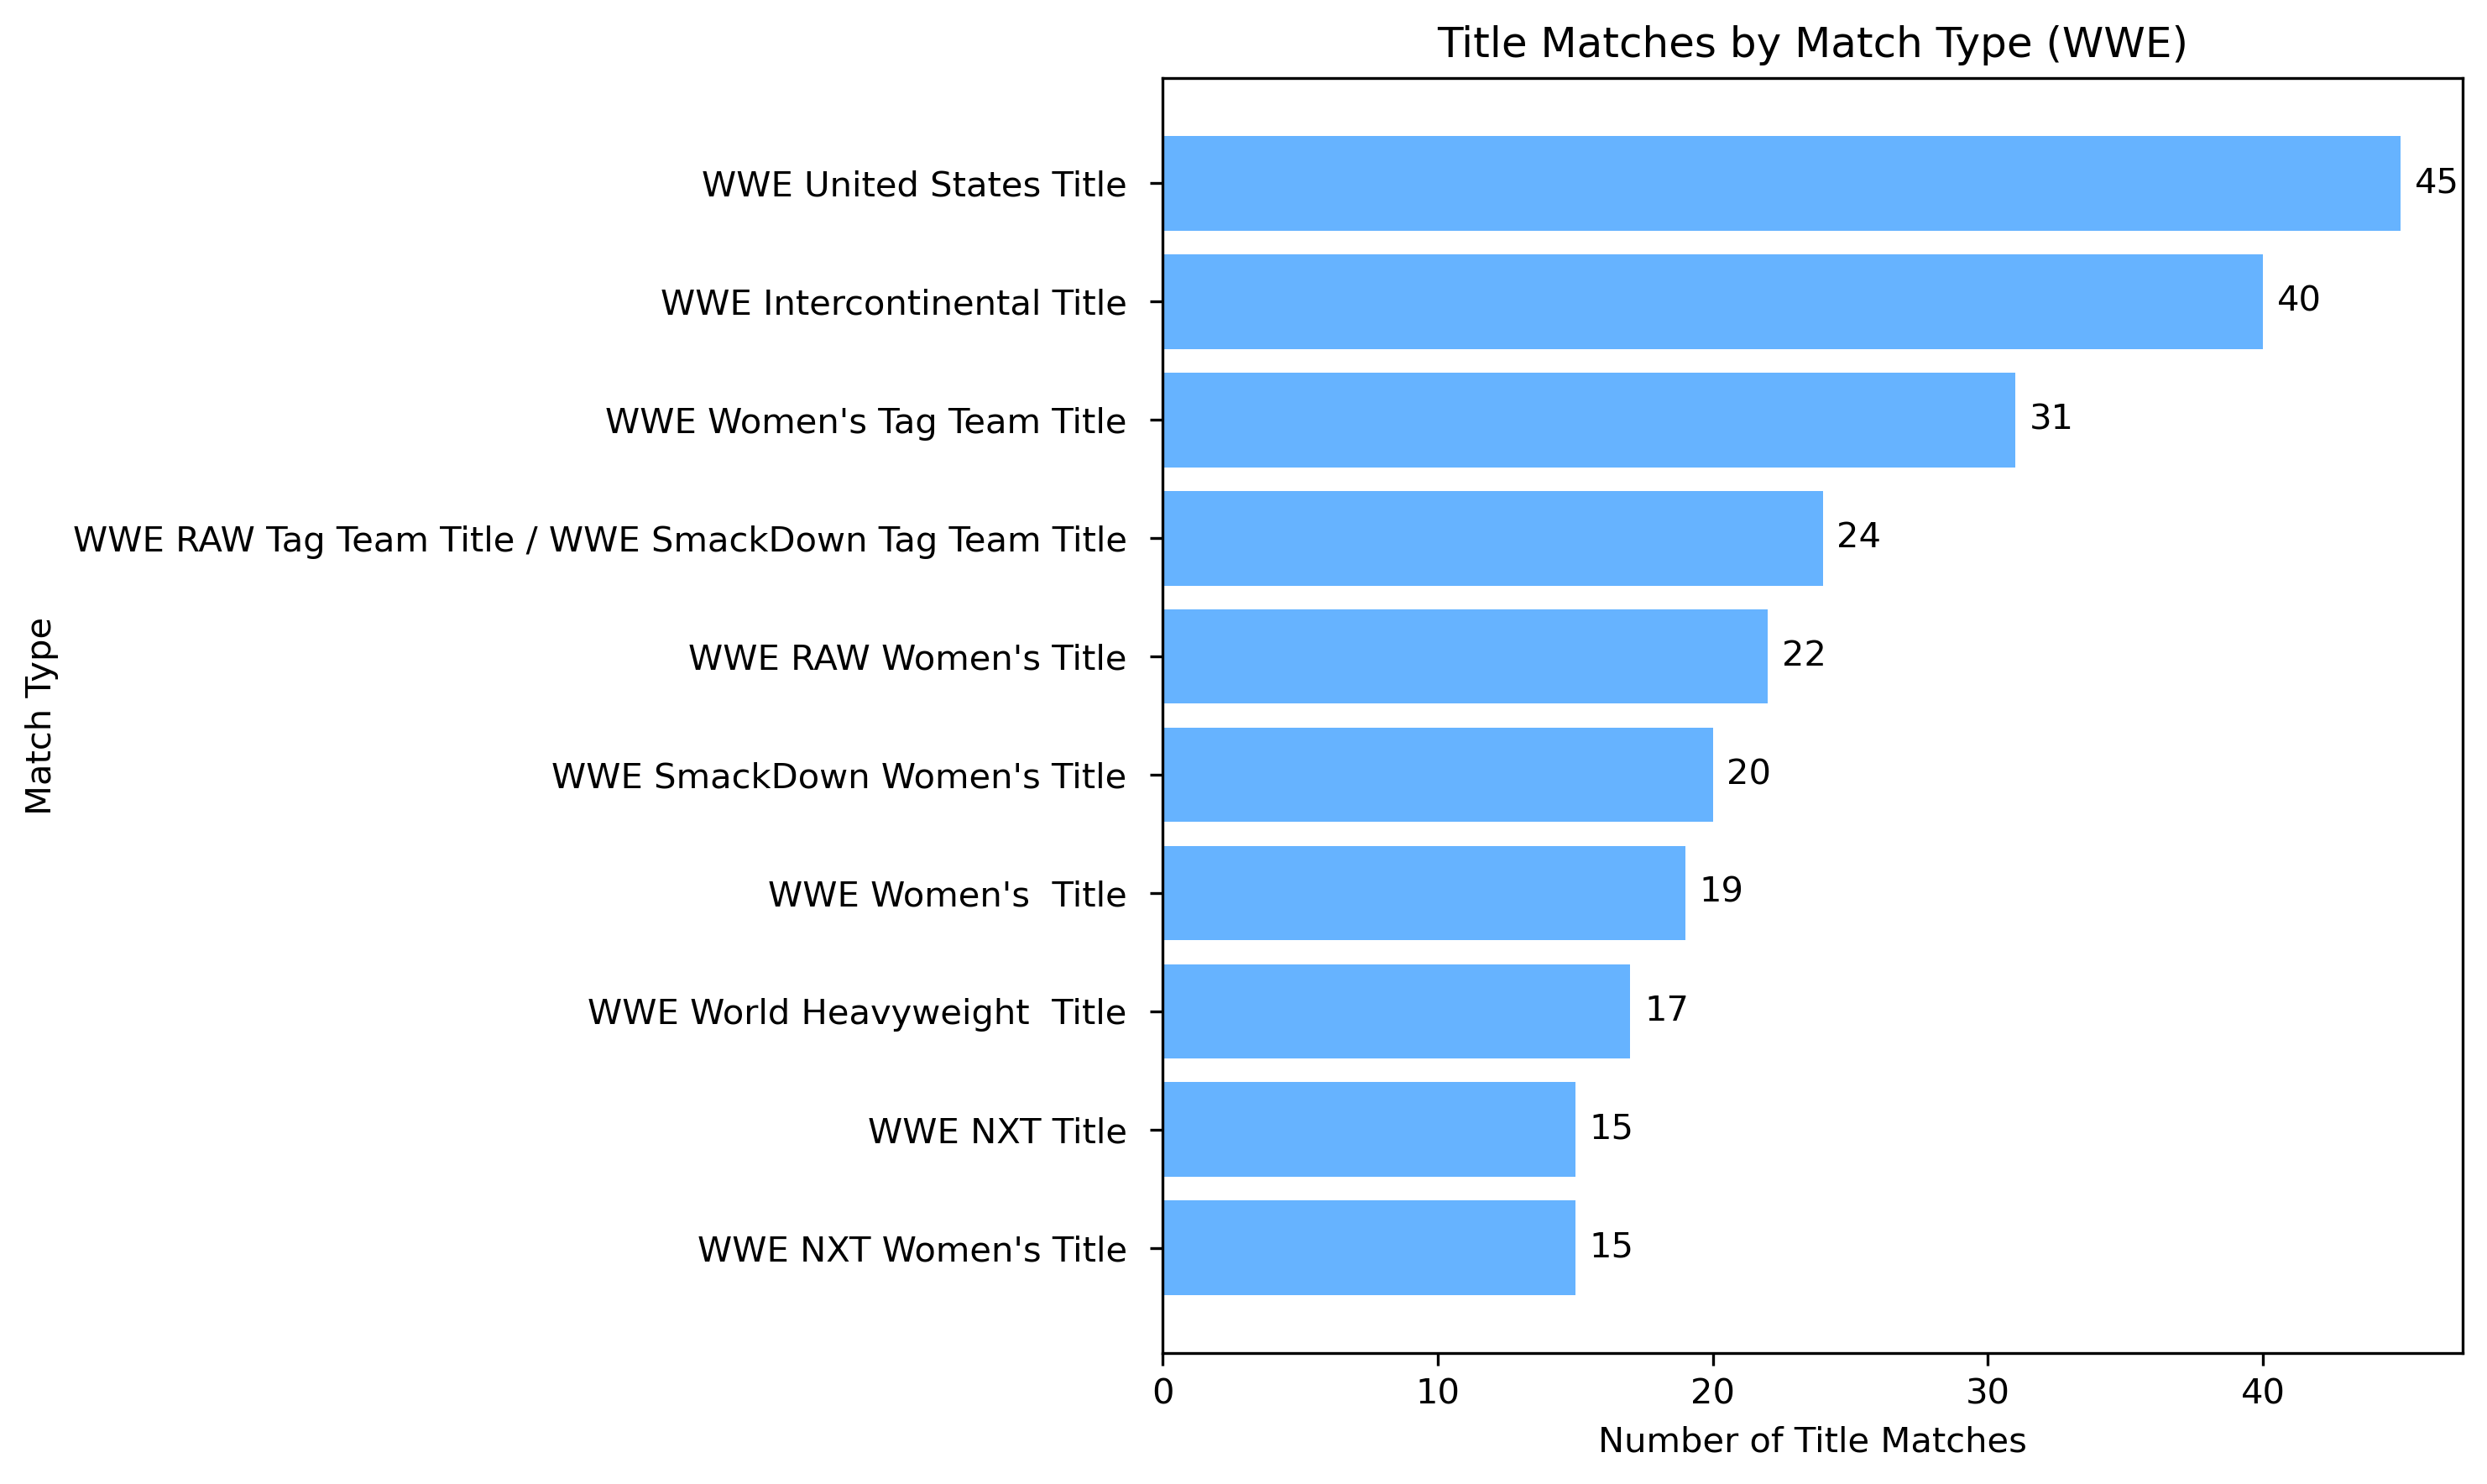 Title Matches by Match Type (WWE)
WWE United States Title
45
WWE Intercontinental Title
40
WWE Women's Tag Team Title
31
WWE RAW Tag Team Title / WWE SmackDown Tag Team Title
24
WWE RAW Women's Title
22
WWE SmackDown Women's Title
20
WWE Women's  Title
19
WWE World Heavyweight  Title
17
WWE NXT Title
15
WWE NXT Women's Title
15
Match Type
0 10 20 30 40
Number of Title Matches